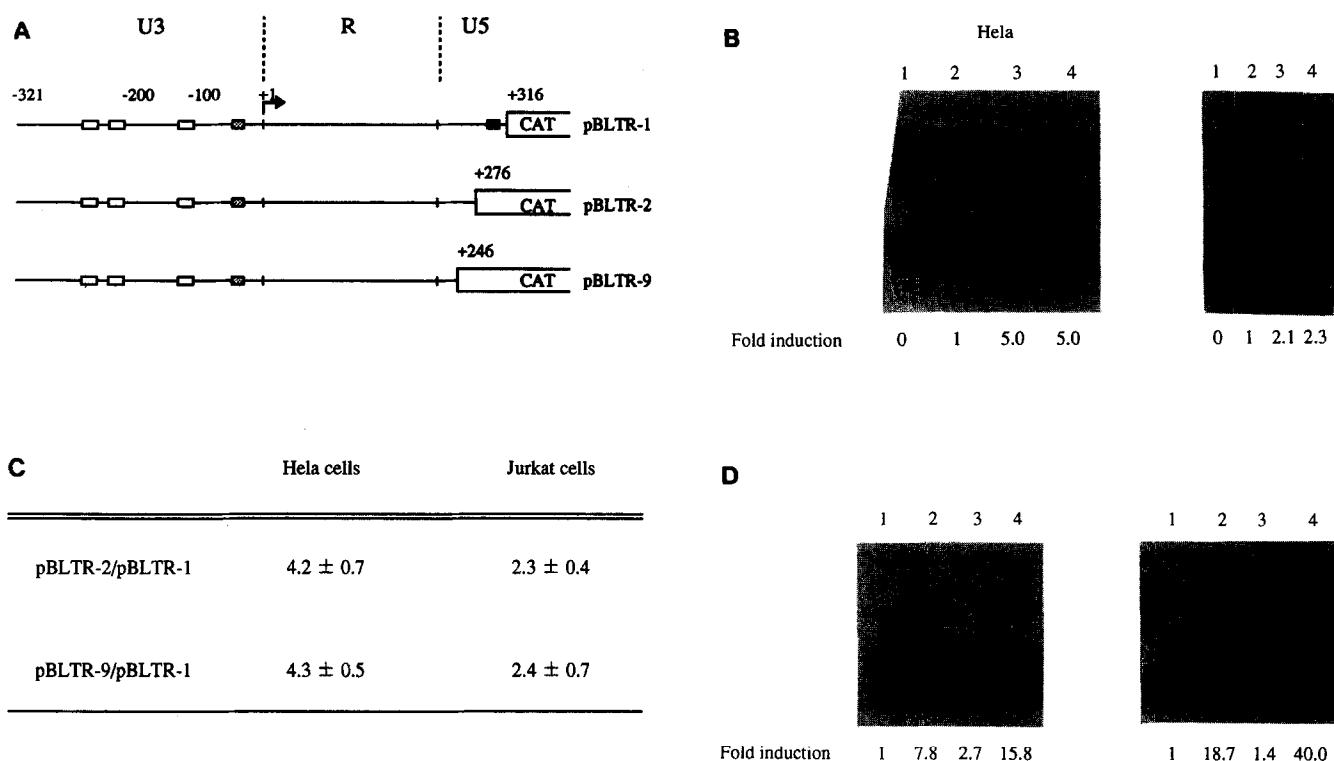 A
U3 R U5
-321 -200 -100 +1 +316
CAT pBLTR-1
+276
CAT pBLTR-2
+246
CAT pBLTR-9
B
Hela
1 2 3 4
1 2 3 4
Fold induction 0 1 5.0 5.0
0 1 2.1 2.3
C
Hela cells Jurkat cells
pBLTR-2/pBLTR-1 4.2 ± 0.7 2.3 ± 0.4
pBLTR-9/pBLTR-1 4.3 ± 0.5 2.4 ± 0.7
D
1 2 3 4
1 2 3 4
Fold induction 1 7.8 2.7 15.8
1 18.7 1.4 40.0